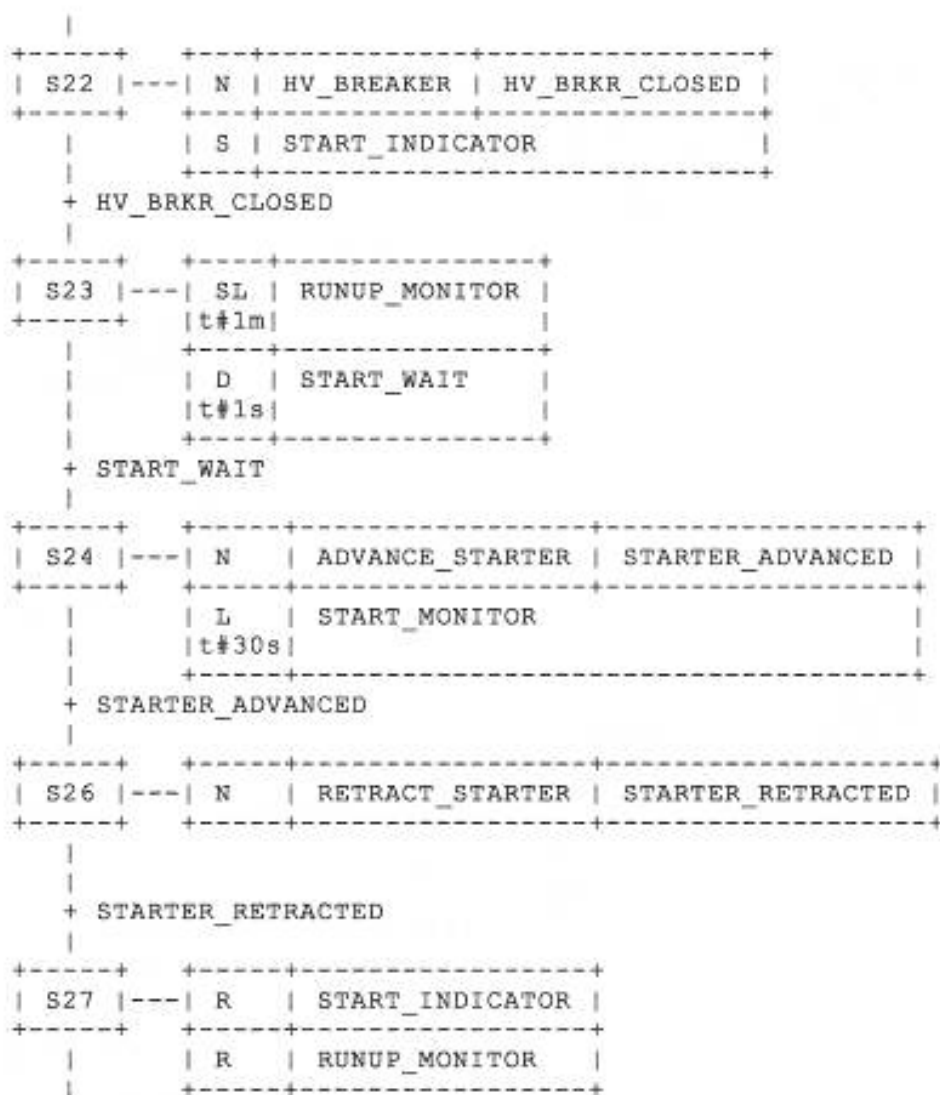 S22 N HV_BREAKER HV_BRKR_CLOSED
S START_INDICATOR
HV_BRKR_CLOSED
S23 SL RUNUP_MONITOR
t#1m
D START_WAIT
t#1s
START_WAIT
S24 N ADVANCE_STARTER STARTER_ADVANCED
L START_MONITOR
t#30s
STARTER_ADVANCED
S26 N RETRACT_STARTER STARTER_RETRACTED
STARTER_RETRACTED
S27 R START_INDICATOR
R RUNUP_MONITOR